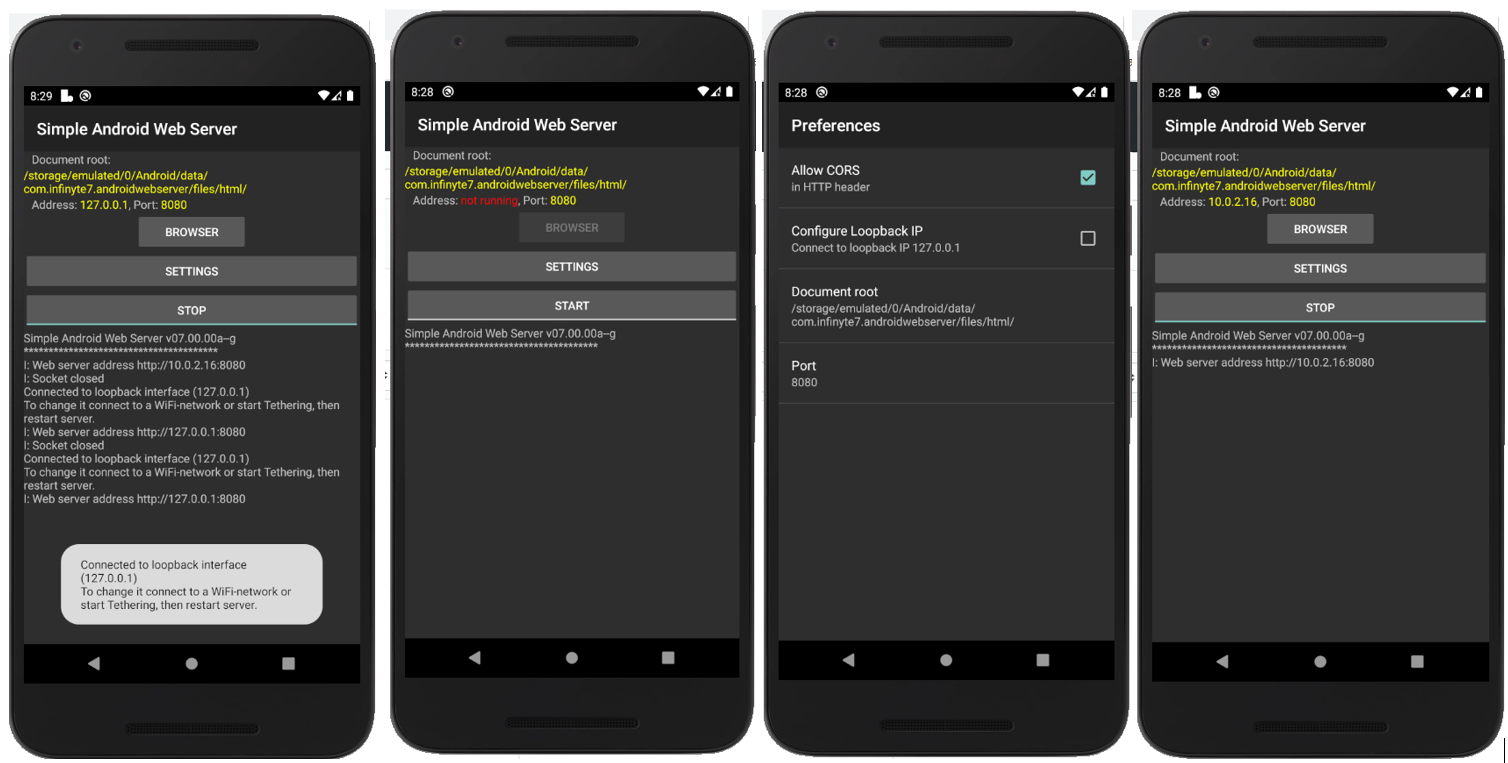 8:29
Simple Android Web Server
Document root:
/storage/emulated/0/Android/data/
com.infinyte7.androidwebserver/files/html/
Address: 127.0.0.1, Port: 8080
BROWSER
SETTINGS
STOP
Simple Android Web Server v07.00.00a–g
****************************************
I: Web server address http://10.0.2.16:8080
I: Socket closed
Connected to loopback interface (127.0.0.1)
To change it connect to a WiFi-network or start Tethering, then
restart server.
I: Web server address http://127.0.0.1:8080
I: Socket closed
Connected to loopback interface (127.0.0.1)
To change it connect to a WiFi-network or start Tethering, then
restart server.
I: Web server address http://127.0.0.1:8080
Connected to loopback interface
(127.0.0.1)
To change it connect to a WiFi-network or
start Tethering, then restart server.
8:28
Simple Android Web Server
Document root:
/storage/emulated/0/Android/data/
com.infinyte7.androidwebserver/files/html/
Address: not running, Port: 8080
BROWSER
SETTINGS
START
Simple Android Web Server v07.00.00a–g
****************************************
8:28
Preferences
Allow CORS
in HTTP header
Configure Loopback IP
Connect to loopback IP 127.0.0.1
Document root
/storage/emulated/0/Android/data/
com.infinyte7.androidwebserver/files/html/
Port
8080
8:28
Simple Android Web Server
Document root:
/storage/emulated/0/Android/data/
com.infinyte7.androidwebserver/files/html/
Address: 10.0.2.16, Port: 8080
BROWSER
SETTINGS
STOP
Simple Android Web Server v07.00.00a–g
****************************************
I: Web server address http://10.0.2.16:8080